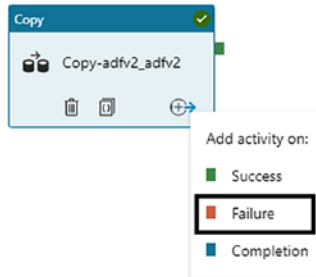 Copy
Copy-adfv2_adfv2
Add activity on:
Success
Failure
Completion